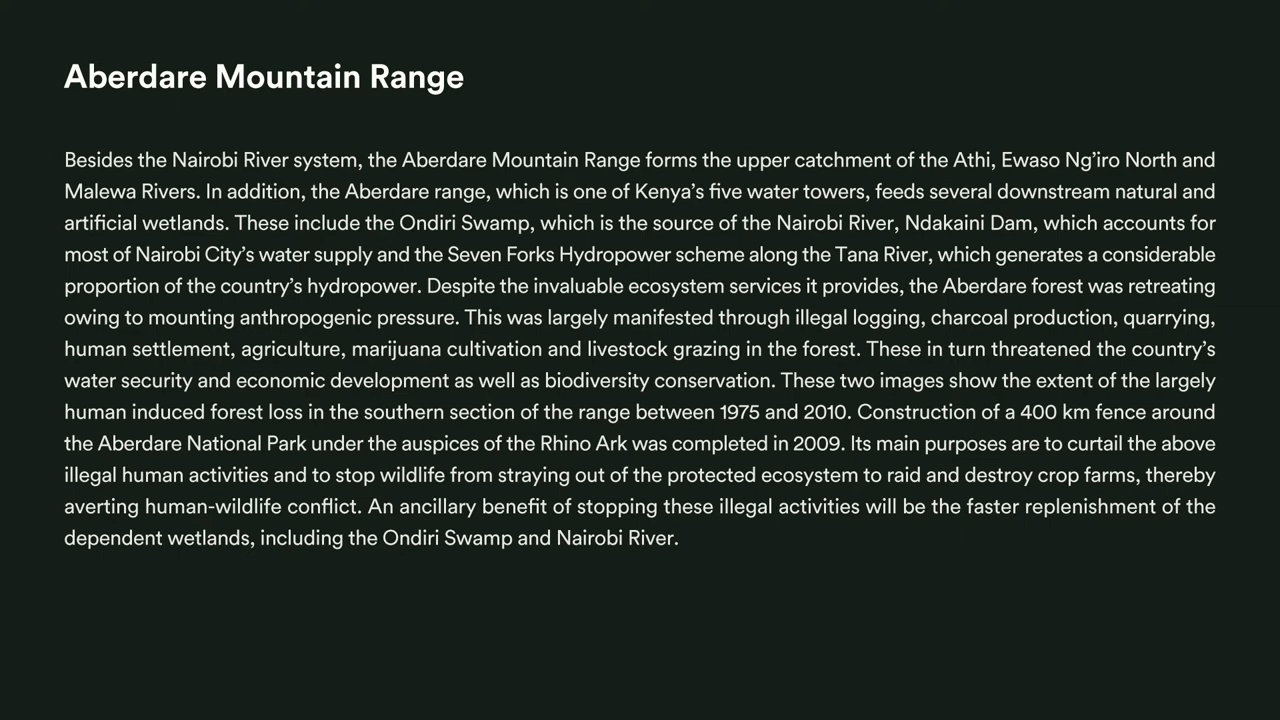 Aberdare Mountain Range
Besides the Nairobi River system, the Aberdare Mountain Range forms the upper catchment of the Athi, Ewaso Ng’iro North and
Malewa Rivers. In addition, the Aberdare range, which is one of Kenya’s five water towers, feeds several downstream natural and
artificial wetlands. These include the Ondiri Swamp, which is the source of the Nairobi River, Ndakaini Dam, which accounts for
most of Nairobi City’s water supply and the Seven Forks Hydropower scheme along the Tana River, which generates a considerable
proportion of the country’s hydropower. Despite the invaluable ecosystem services it provides, the Aberdare forest was retreating
owing to mounting anthropogenic pressure. This was largely manifested through illegal logging, charcoal production, quarrying,
human settlement, agriculture, marijuana cultivation and livestock grazing in the forest. These in turn threatened the country’s
water security and economic development as well as biodiversity conservation. These two images show the extent of the largely
human induced forest loss in the southern section of the range between 1975 and 2010. Construction of a 400 km fence around
the Aberdare National Park under the auspices of the Rhino Ark was completed in 2009. Its main purposes are to curtail the above
illegal human activities and to stop wildlife from straying out of the protected ecosystem to raid and destroy crop farms, thereby
averting human-wildlife conflict. An ancillary benefit of stopping these illegal activities will be the faster replenishment of the
dependent wetlands, including the Ondiri Swamp and Nairobi River.